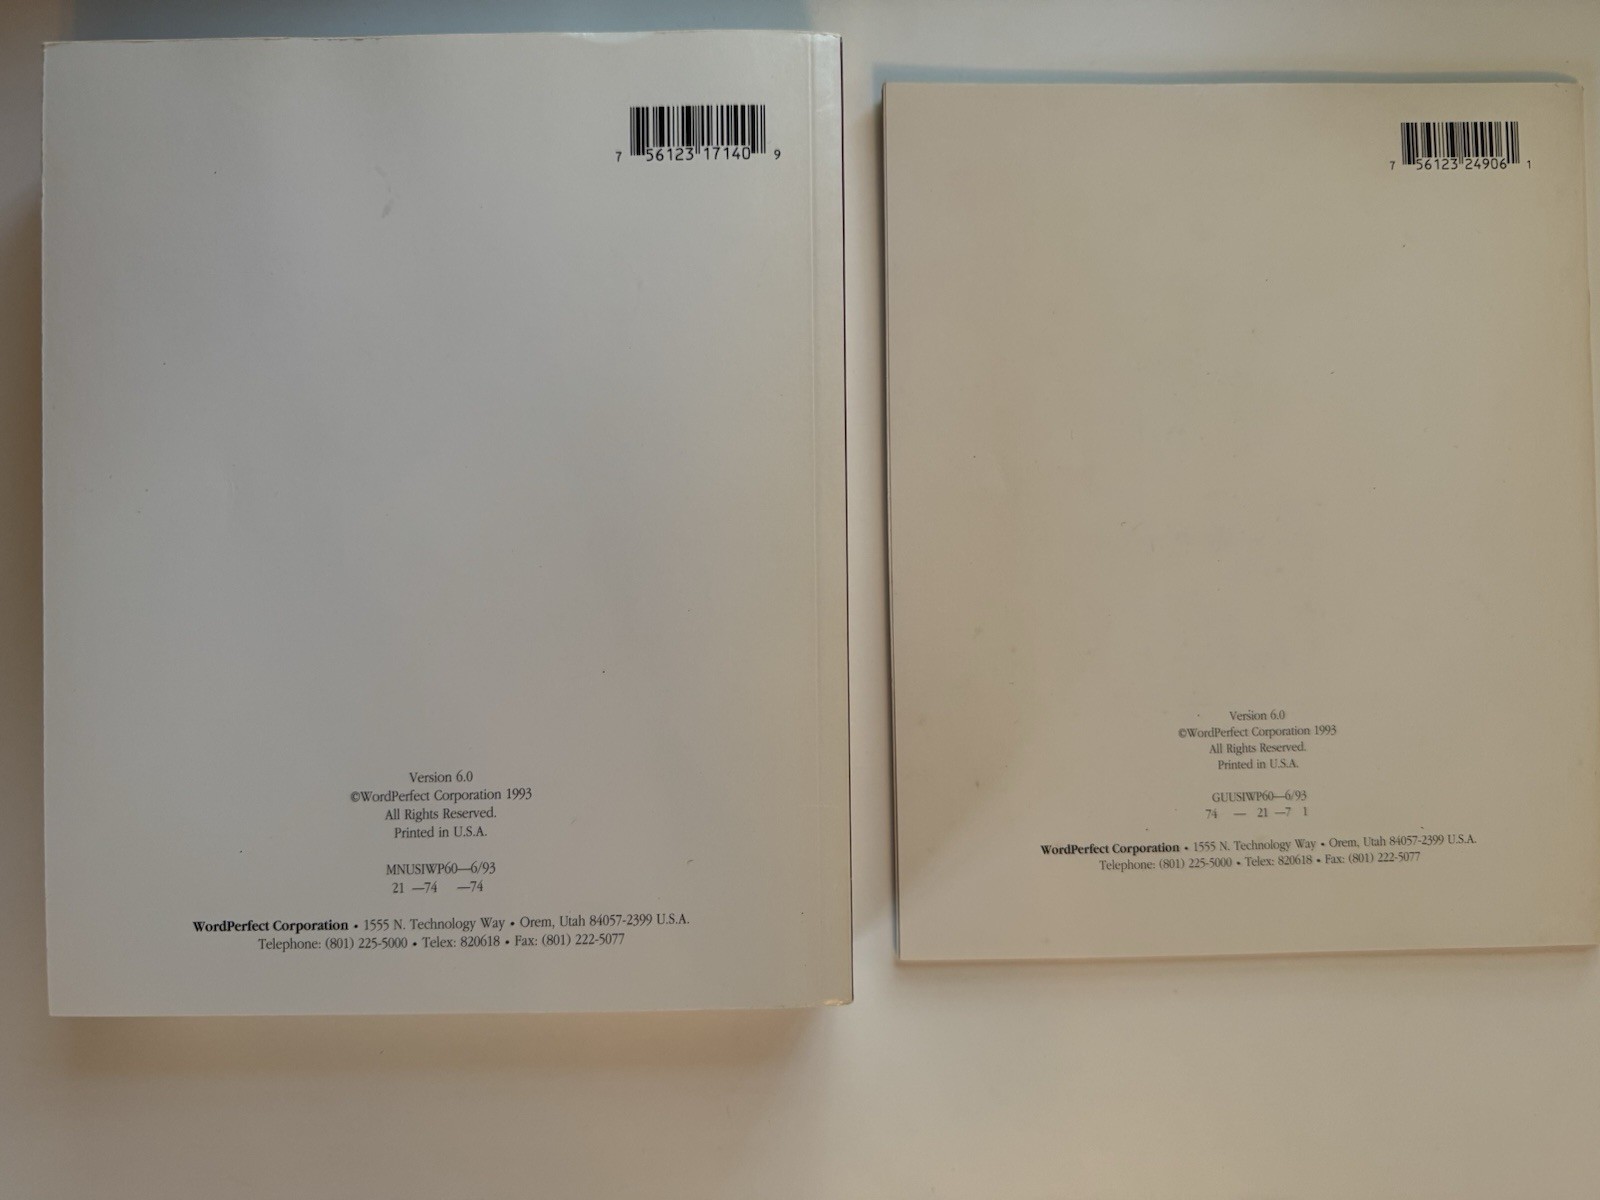 7 56123 17140 9
Version 6.0
©WordPerfect Corporation 1993
All Rights Reserved.
Printed in U.S.A.
MNUSIWP60—6/93
21 —74 —74
WordPerfect Corporation • 1555 N. Technology Way • Orem, Utah 84057-2399 U.S.A.
Telephone: (801) 225-5000 • Telex: 820618 • Fax: (801) 222-5077
7 56123 24906 1
Version 6.0
©WordPerfect Corporation 1993
All Rights Reserved.
Printed in U.S.A.
GUUSIWP60—6/93
74 — 21 —7 1
WordPerfect Corporation • 1555 N. Technology Way • Orem, Utah 84057-2399 U.S.A.
Telephone: (801) 225-5000 • Telex: 820618 • Fax: (801) 222-5077